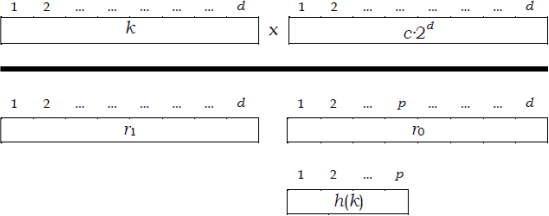 1 2 ... ... ... ... ... d 1 2 ... ... ... ... ... d
k x c·2^d
1 2 ... ... ... ... ... d 1 2 ... p ... ... ... d
r₁ r₀
1 2 ... p
h(k)